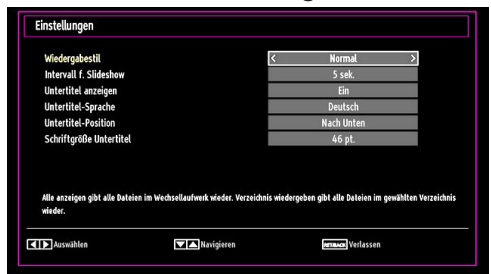 Einstellungen
Wiedergabestil < Normal >
Intervall f. Slideshow 5 sek.
Untertitel anzeigen Ein
Untertitel-Sprache Deutsch
Untertitel-Position Nach Unten
Schriftgröße Untertitel 46 pt.
Alle anzeigen gibt alle Dateien im Wechsellaufwerk wieder. Verzeichnis wiedergeben gibt alle Dateien im gewählten Verzeichnis
wieder.
Auswählen Navigieren RET/BACK Verlassen